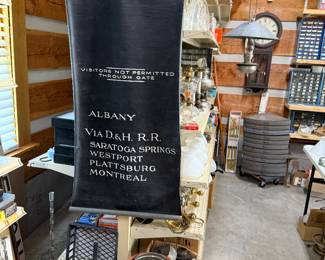 VISITORS NOT PERMITTED
THROUGH GATE
ALBANY
VIA D.&H. R.R.
SARATOGA SPRINGS
WESTPORT
PLATTSBURG
MONTREAL